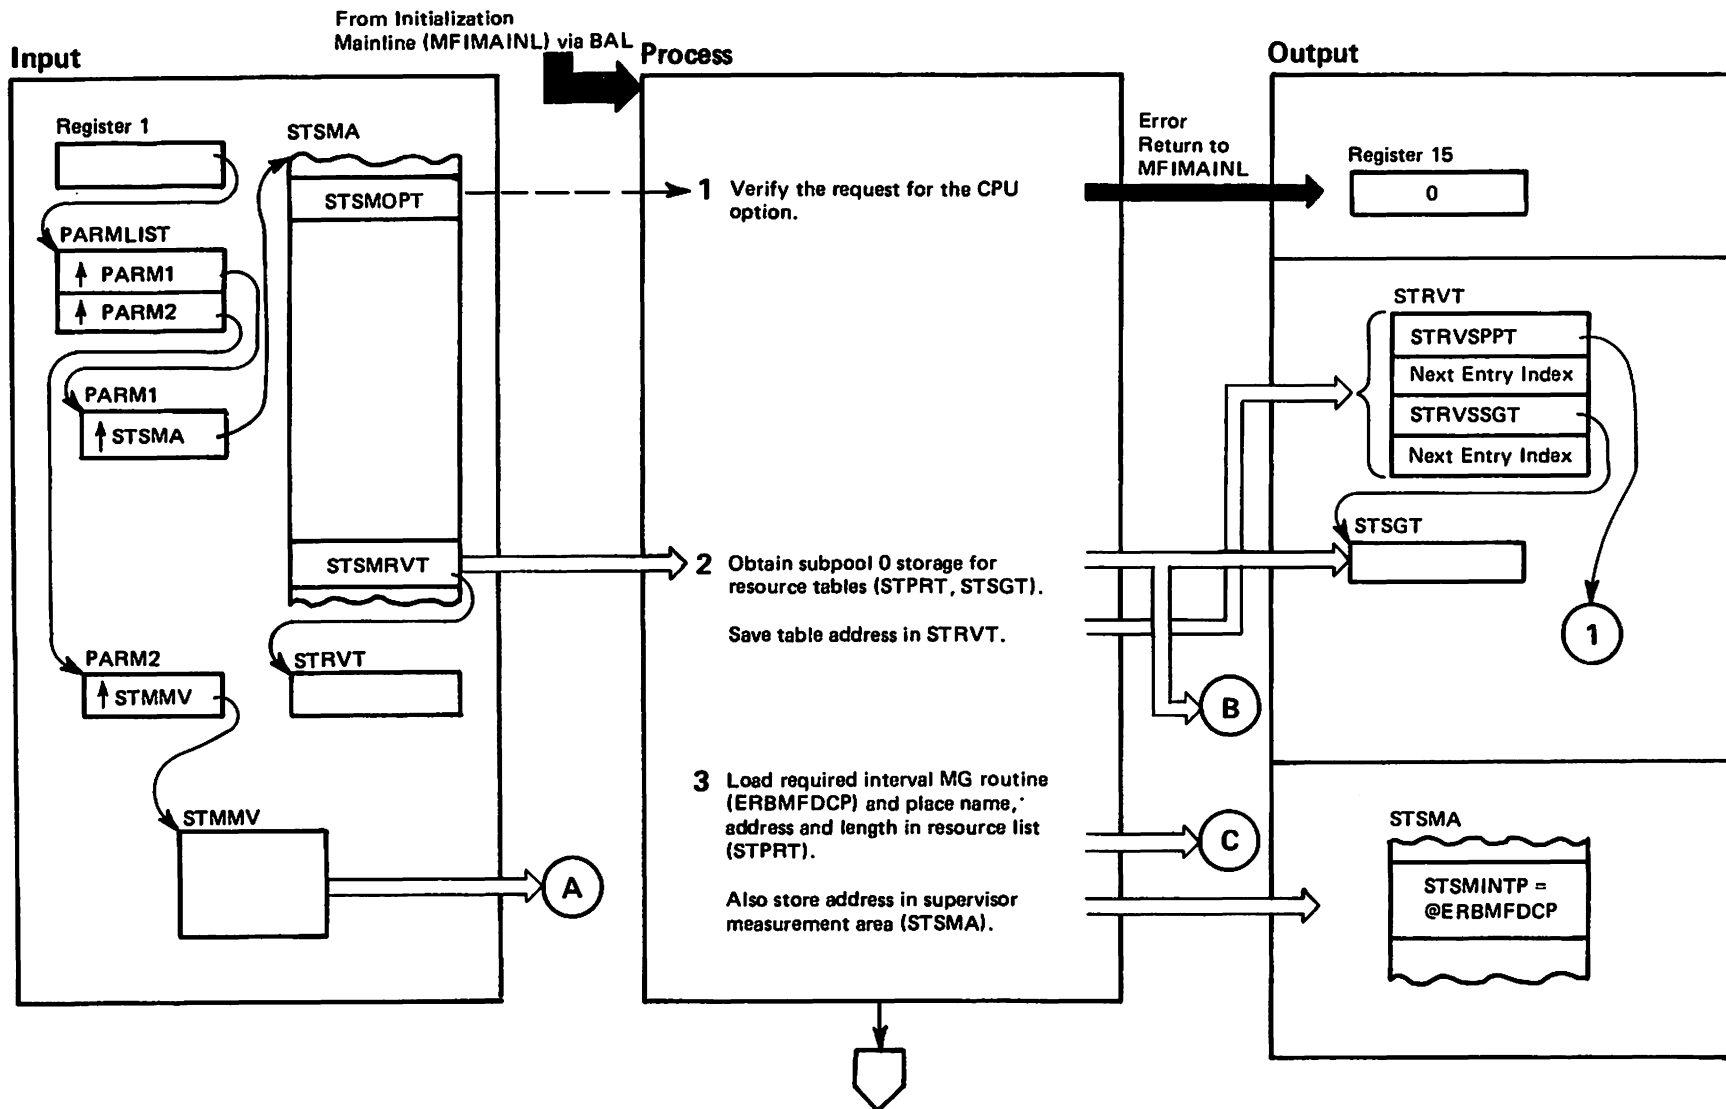 From Initialization
Mainline (MFIMAINL) via BAL
Input
Process
Output
Register 1
PARMLIST
↑ PARM1
↑ PARM2
PARM1
↑ STSMA
STSMA
STSMOPT
STSMRVT
STRVT
PARM2
↑ STMMV
STMMV
A
1 Verify the request for the CPU
option.
2 Obtain subpool 0 storage for
resource tables (STPRT, STSGT).
Save table address in STRVT.
3 Load required interval MG routine
(ERBMFDCP) and place name,
address and length in resource list
(STPRT).
Also store address in supervisor
measurement area (STSMA).
Error
Return to
MFIMAINL
B
C
Register 15
0
STRVT
STRVSPPT
Next Entry Index
STRVSSGT
Next Entry Index
STSGT
1
STSMA
STSMINTP =
@ERBMFDCP